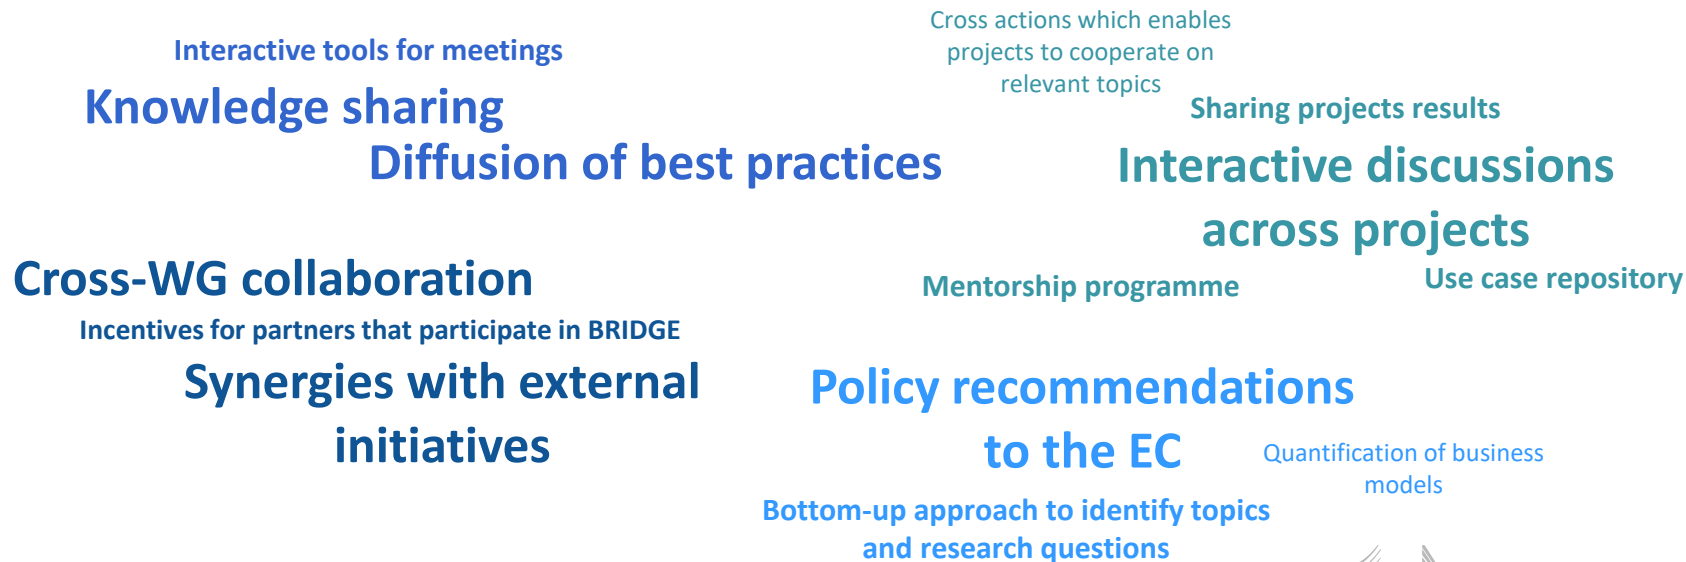 Interactive tools for meetings
Knowledge sharing
Diffusion of best practices
Cross actions which enables
projects to cooperate on
relevant topics
Sharing projects results
Interactive discussions
across projects
Mentorship programme
Use case repository
Cross-WG collaboration
Incentives for partners that participate in BRIDGE
Synergies with external
initiatives
Policy recommendations
to the EC
Quantification of business
models
Bottom-up approach to identify topics
and research questions